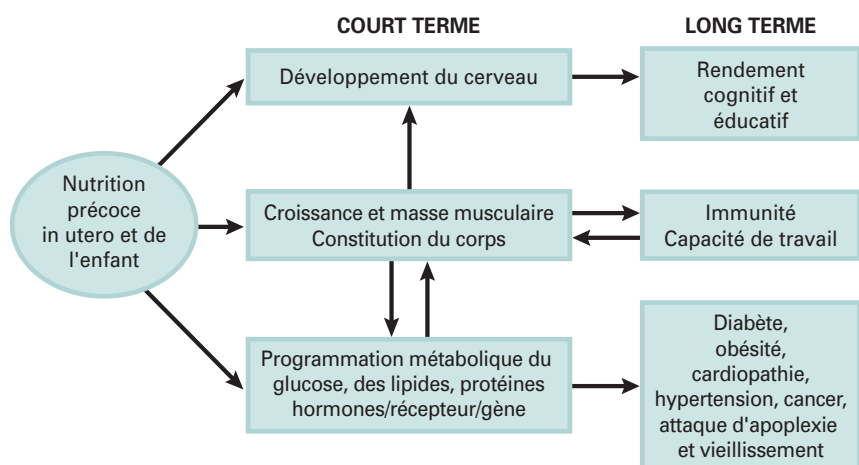 COURT TERME
LONG TERME
Développement du cerveau
Rendement
cognitif et
éducatif
Nutrition
précoce
in utero et de
l'enfant
Croissance et masse musculaire
Constitution du corps
Immunité
Capacité de travail
Programmation métabolique du
glucose, des lipides, protéines
hormones/récepteur/gène
Diabète,
obésité,
cardiopathie,
hypertension, cancer,
attaque d'apoplexie
et vieillissement